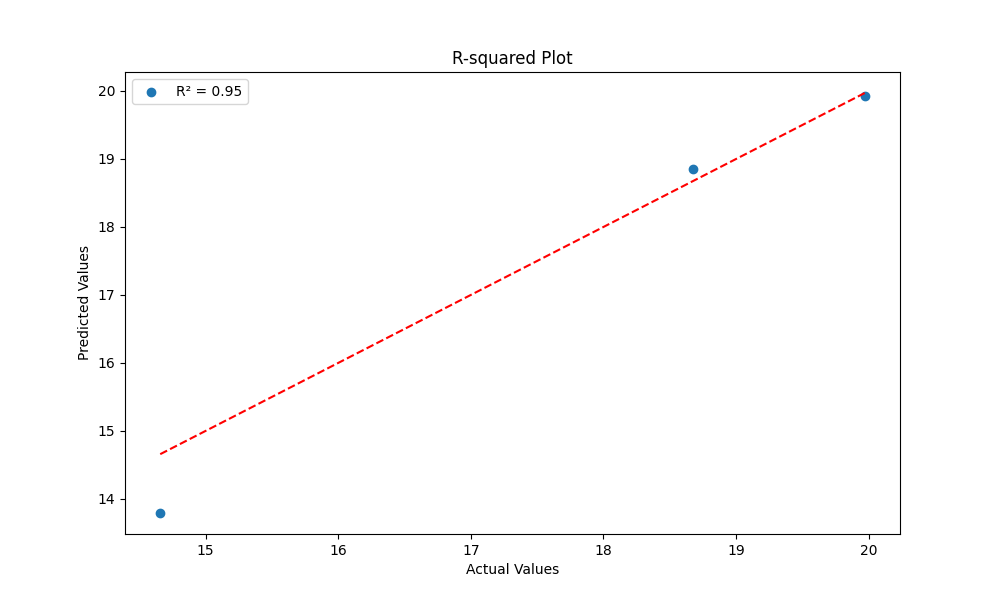 R-squared Plot
R² = 0.95
20
19
18
17
16
15
14
Predicted Values
15 16 17 18 19 20
Actual Values